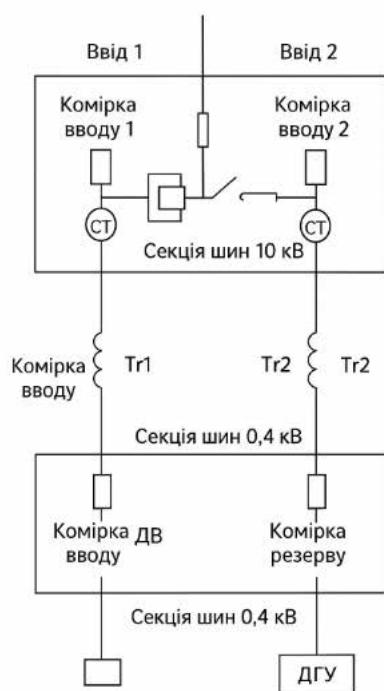 Ввід 1
Ввід 2
Комірка
вводу 1
Комірка
вводу 2
СТ
СТ
Секція шин 10 кВ
Комірка
вводу
Tr1
Tr2
Tr2
Секція шин 0,4 кВ
Комірка
вводу
ДВ
Комірка
резерву
Секція шин 0,4 кВ
ДГУ